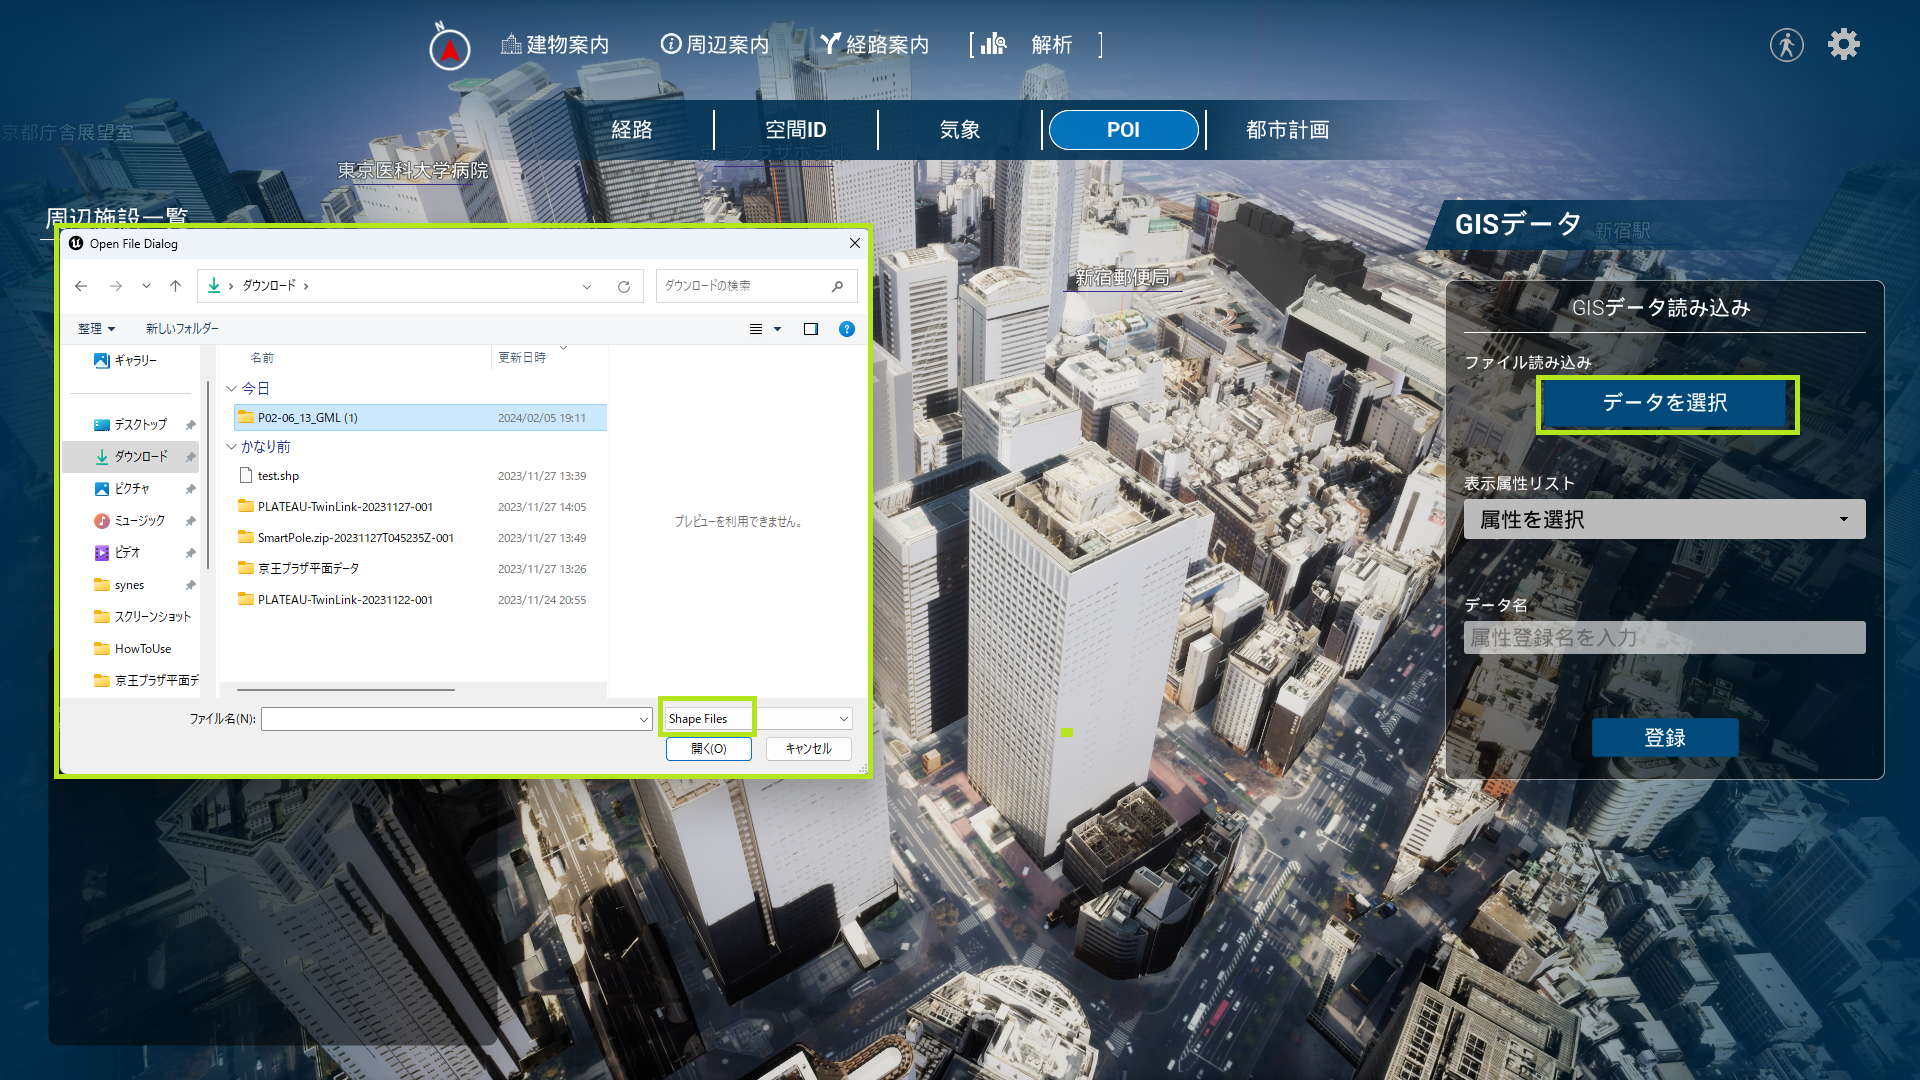 N
建物案内
周辺案内
経路案内
解析
経路
空間ID
気象
POI
都市計画
京都庁舎展望室
東京医科大学病院
京王プラザホテル
周辺施設一覧
新宿郵便局
新宿駅
Open File Dialog
ダウンロード
ダウンロードの検索
整理
新しいフォルダー
ギャラリー
デスクトップ
ダウンロード
ピクチャ
ミュージック
ビデオ
synes
スクリーンショット
HowToUse
京王プラザ平面デ
名前
更新日時
今日
P02-06_13_GML (1)
2024/02/05 19:11
かなり前
test.shp
2023/11/27 13:39
PLATEAU-TwinLink-20231127-001
2023/11/27 14:05
SmartPole.zip-20231127T045235Z-001
2023/11/27 13:49
京王プラザ平面データ
2023/11/27 13:26
PLATEAU-TwinLink-20231122-001
2023/11/24 20:55
プレビューを利用できません。
ファイル名(N):
Shape Files
開く(O)
キャンセル
GISデータ
GISデータ読み込み
ファイル読み込み
データを選択
表示属性リスト
属性を選択
データ名
属性登録名を入力
登録